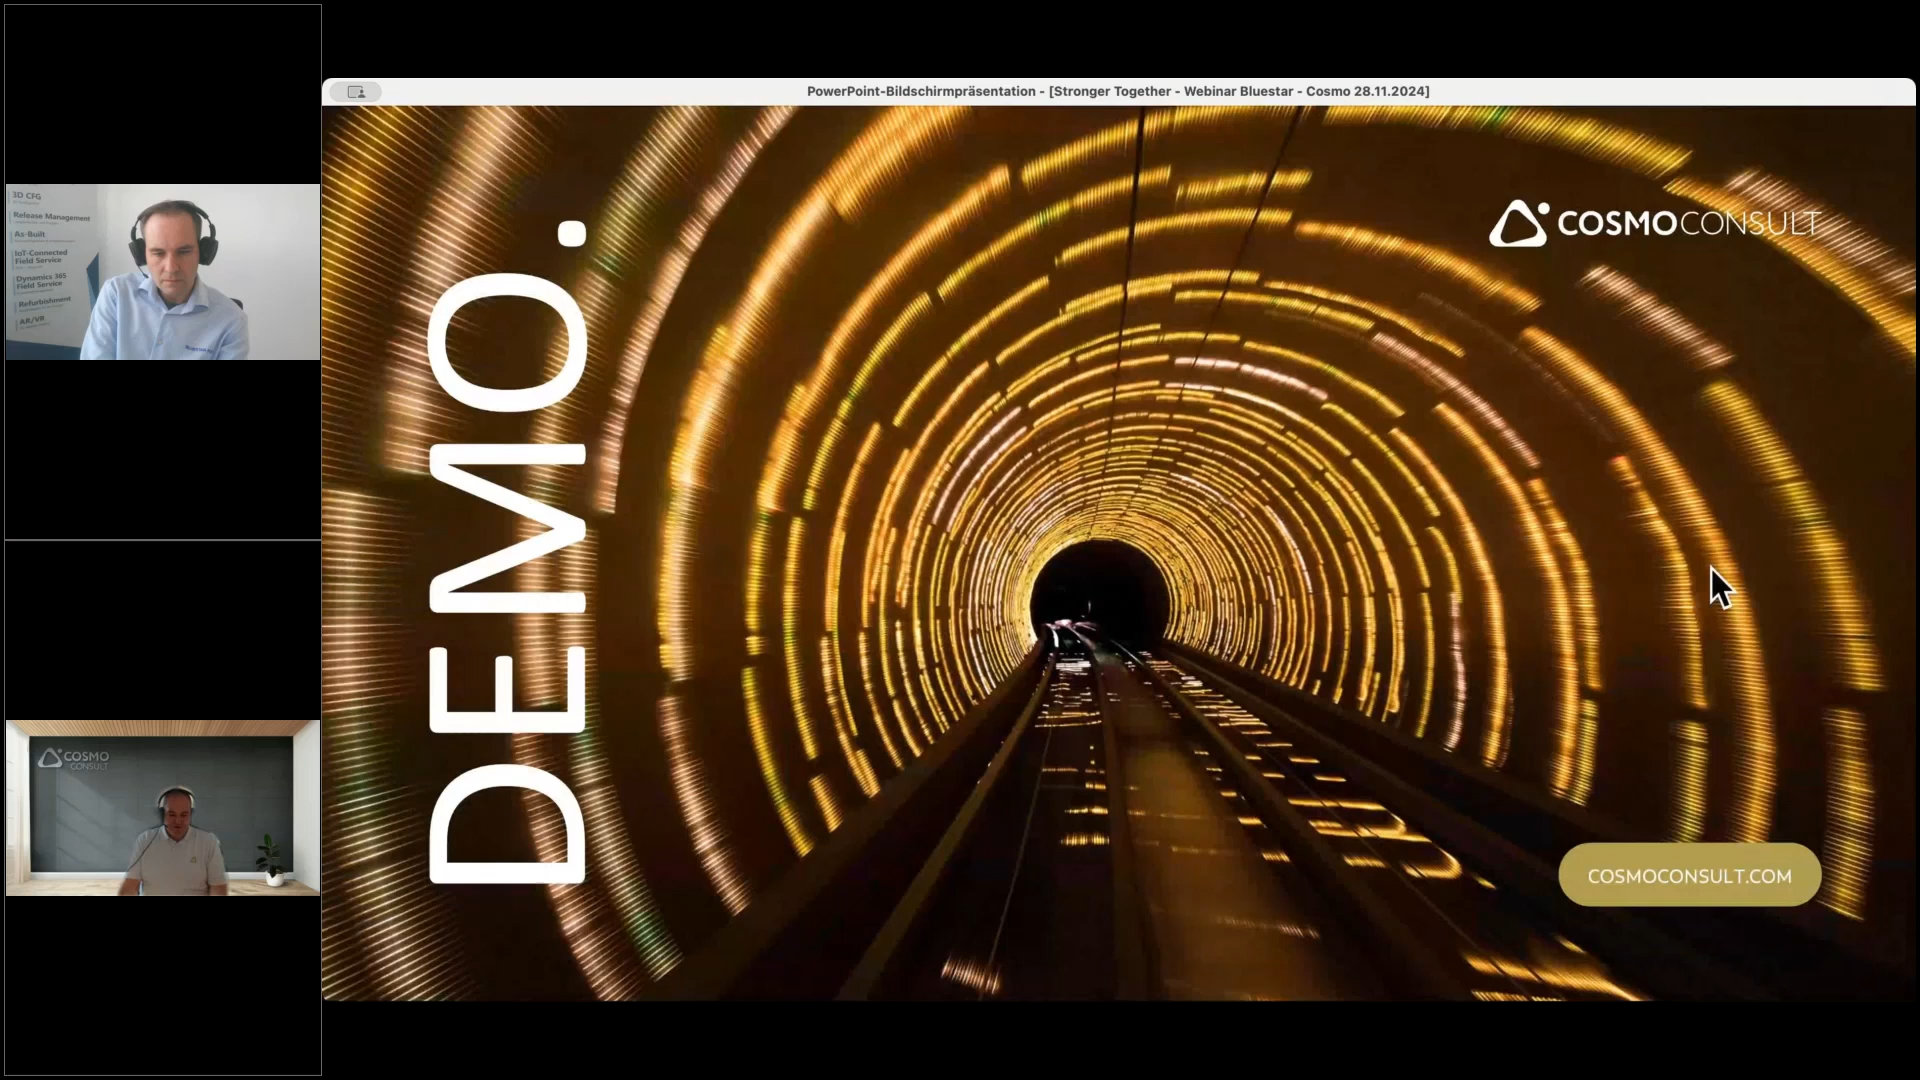 PowerPoint-Bildschirmpräsentation - [Stronger Together - Webinar Bluestar - Cosmo 28.11.2024]
3D CFG
Release Management
As-Built
IoT-Connected
Field Service
Dynamics 365
Field Service
Refurbishment
AR/VR
COSMO
CONSULT
DEMO.
COSMOCONSULT
COSMOCONSULT.COM